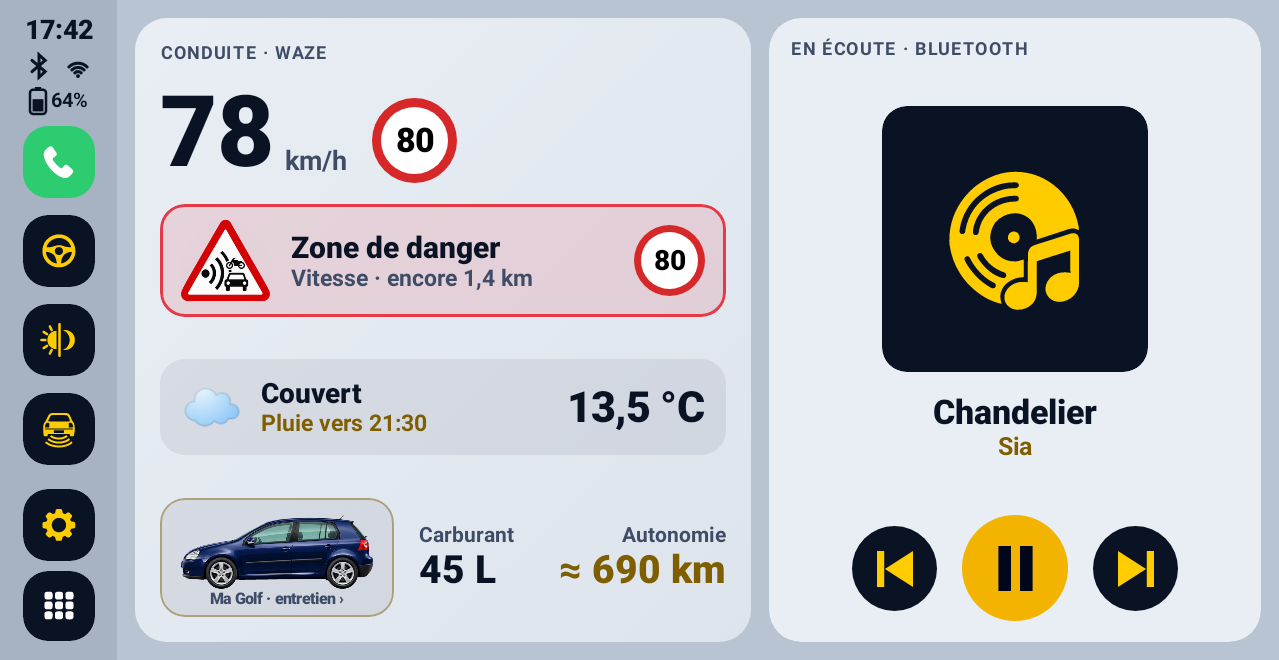 17:42
64%
CONDUITE · WAZE
78 km/h
80
Zone de danger
Vitesse · encore 1,4 km
80
Couvert
Pluie vers 21:30
13,5 °C
Ma Golf · entretien ›
Carburant
45 L
Autonomie
≈ 690 km
EN ÉCOUTE · BLUETOOTH
Chandelier
Sia